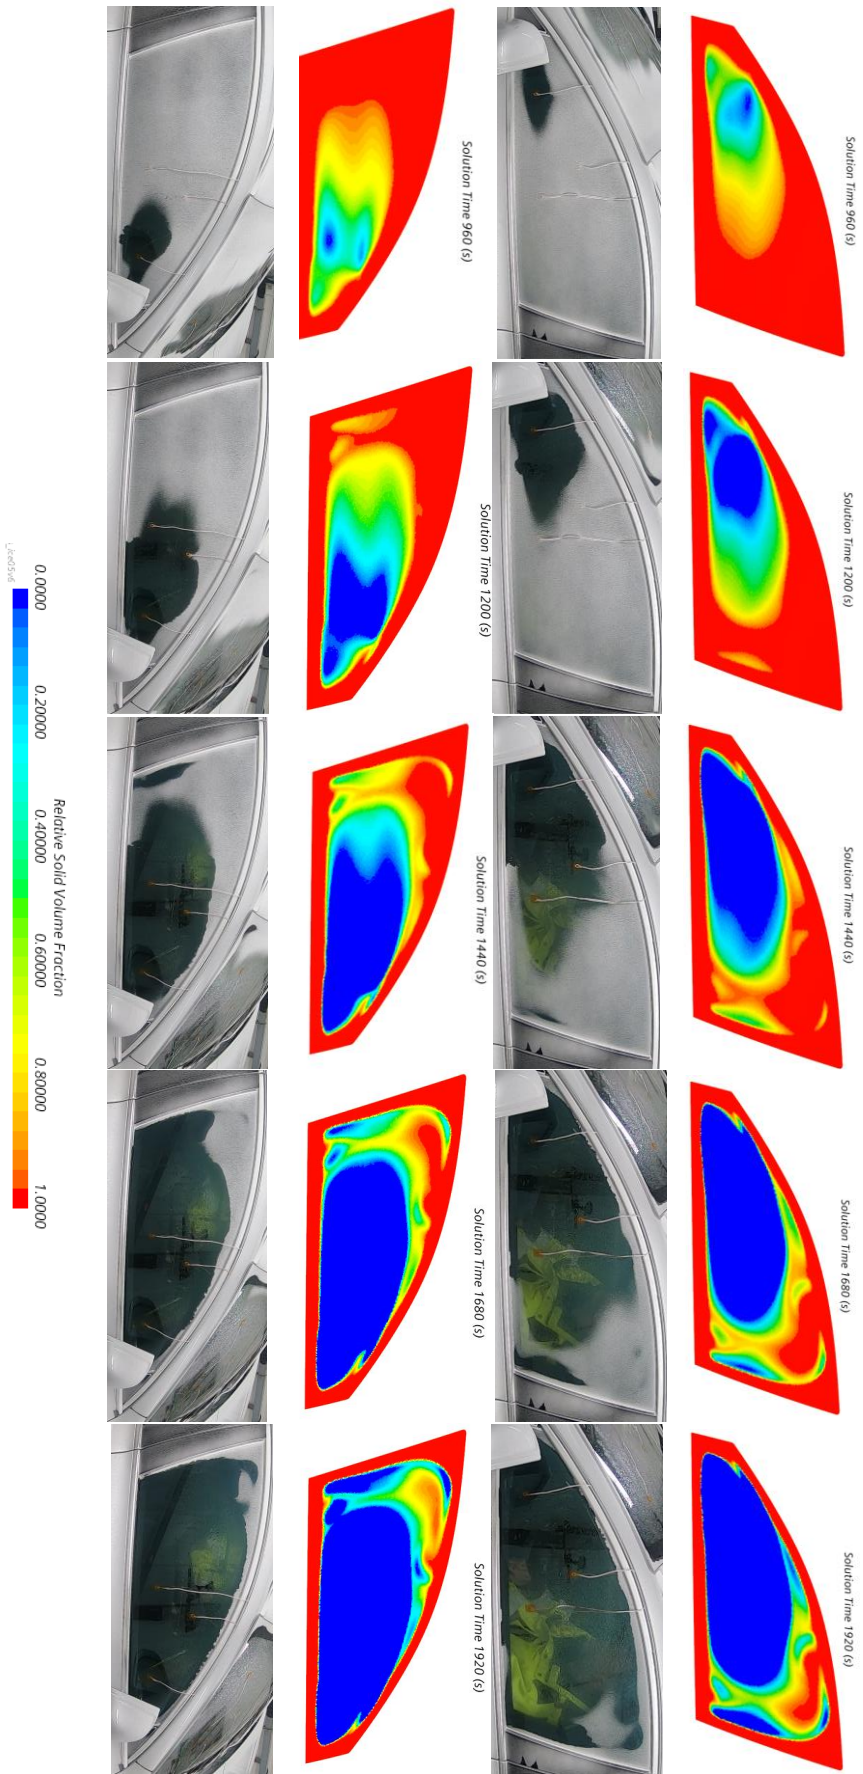 Solution Time 960 (s)
Solution Time 960 (s)
Solution Time 1200 (s)
Solution Time 1200 (s)
Solution Time 1440 (s)
Solution Time 1440 (s)
Solution Time 1680 (s)
Solution Time 1680 (s)
Solution Time 1920 (s)
Solution Time 1920 (s)
Relative Solid Volume Fraction
0.0000 0.20000 0.40000 0.60000 0.80000 1.0000